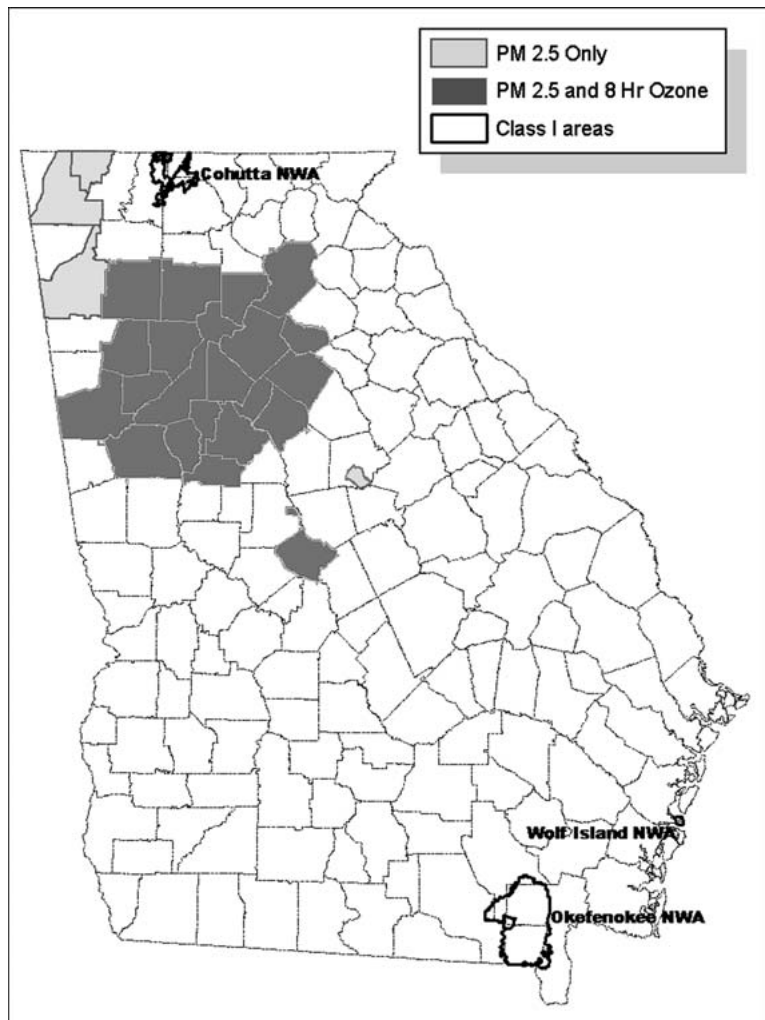 PM 2.5 Only
PM 2.5 and 8 Hr Ozone
Class I areas
Cohutta NWA
Wolf Island NWA
Okefenokee NWA